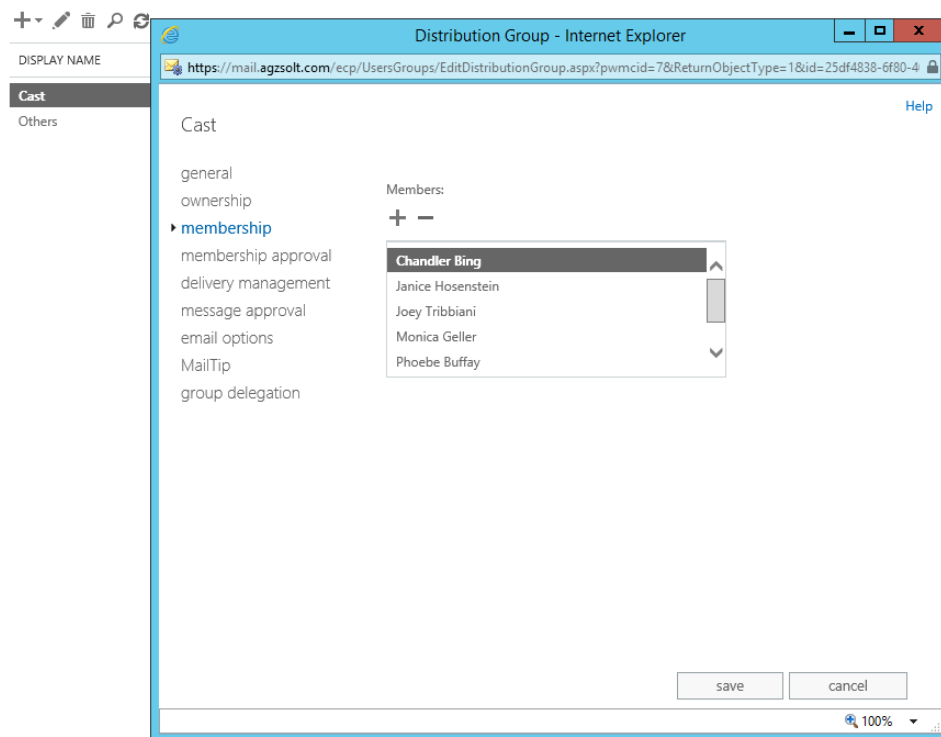 Distribution Group - Internet Explorer
https://mail.agzsolt.com/ecp/UsersGroups/EditDistributionGroup.aspx?pwmcid=7&ReturnObjectType=1&id=25df4838-6f80-4
DISPLAY NAME
Cast
Others
Help
Cast
general
ownership
membership
membership approval
delivery management
message approval
email options
MailTip
group delegation
Members:
Chandler Bing
Janice Hosenstein
Joey Tribbiani
Monica Geller
Phoebe Buffay
save
cancel
100%